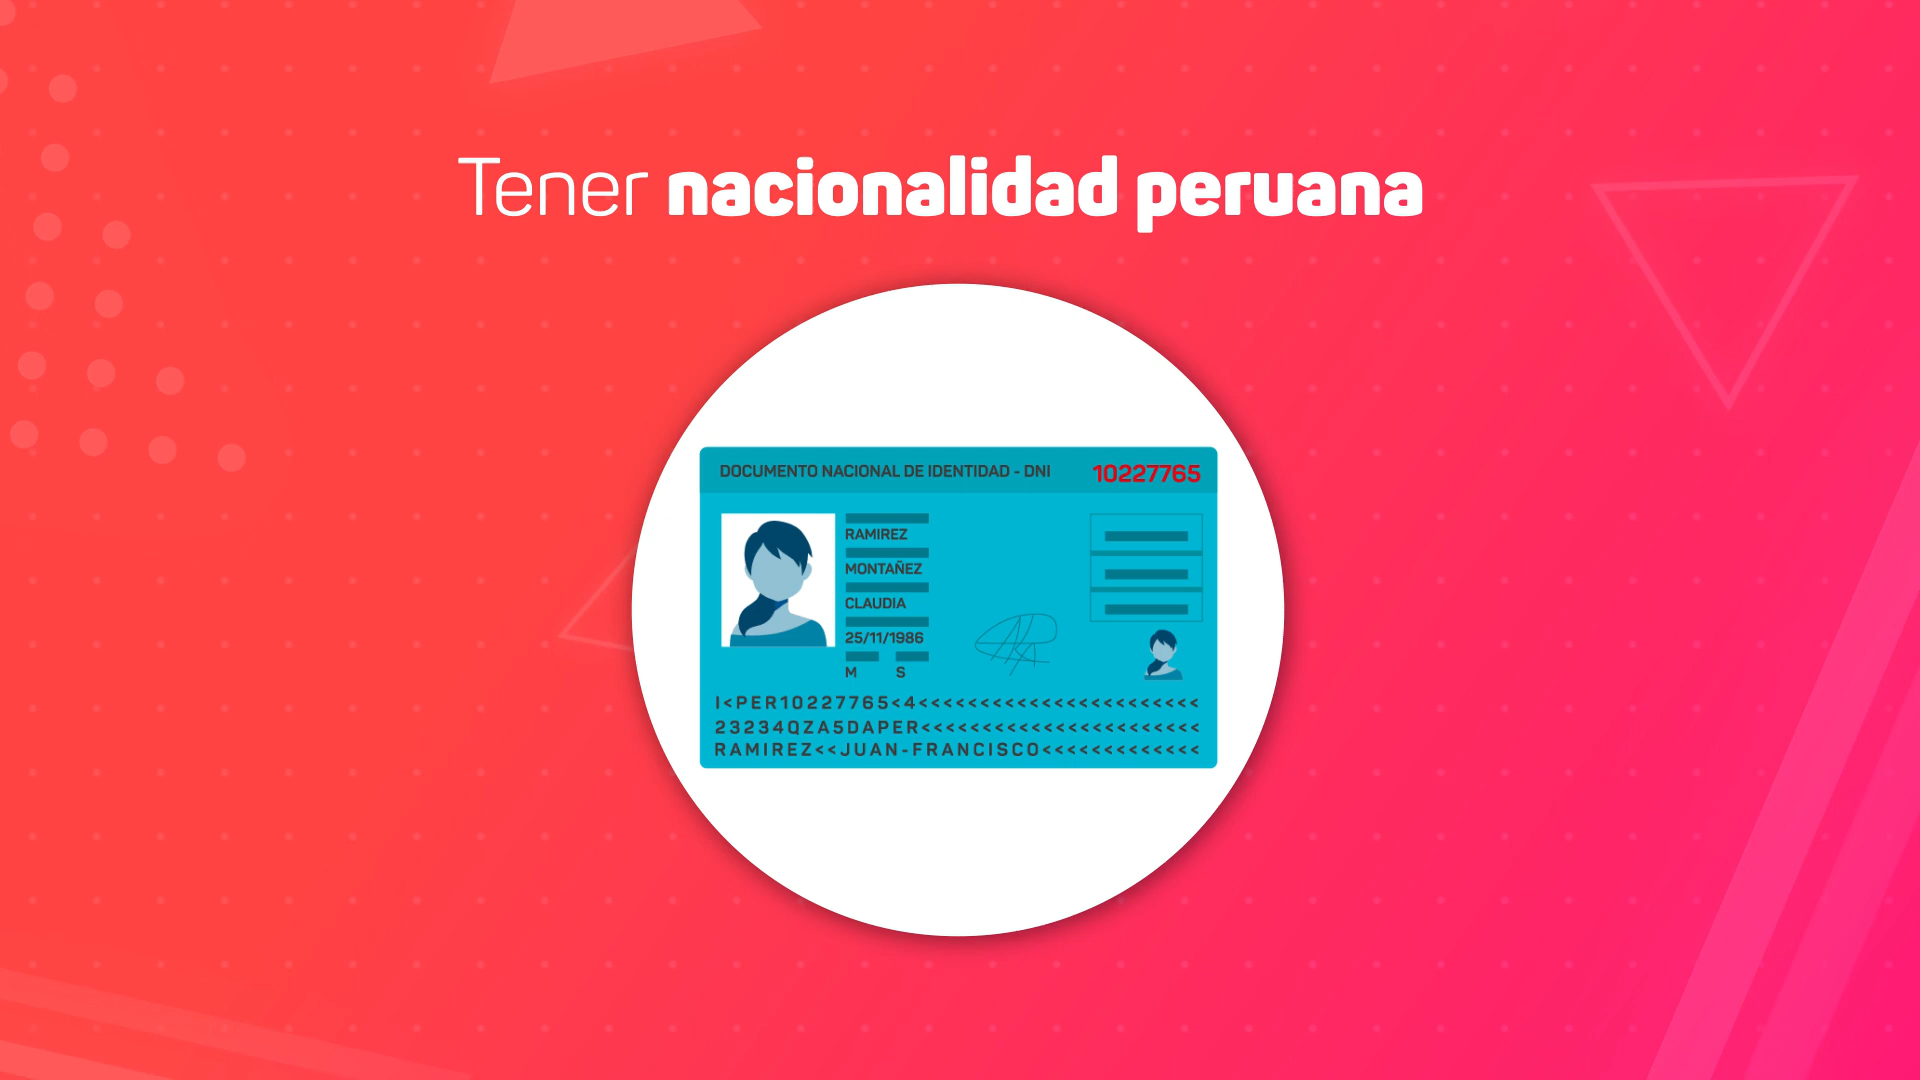 Tener nacionalidad peruana
DOCUMENTO NACIONAL DE IDENTIDAD - DNI 10227765
RAMIREZ
MONTAÑEZ
CLAUDIA
25/11/1986
M S
I<PER10227765<4<<<<<<<<<<<<<<<<<<<<<<<
23234QZA5DAPER<<<<<<<<<<<<<<<<<<<<<<<
RAMIREZ<<JUAN-FRANCISCO<<<<<<<<<<<<<